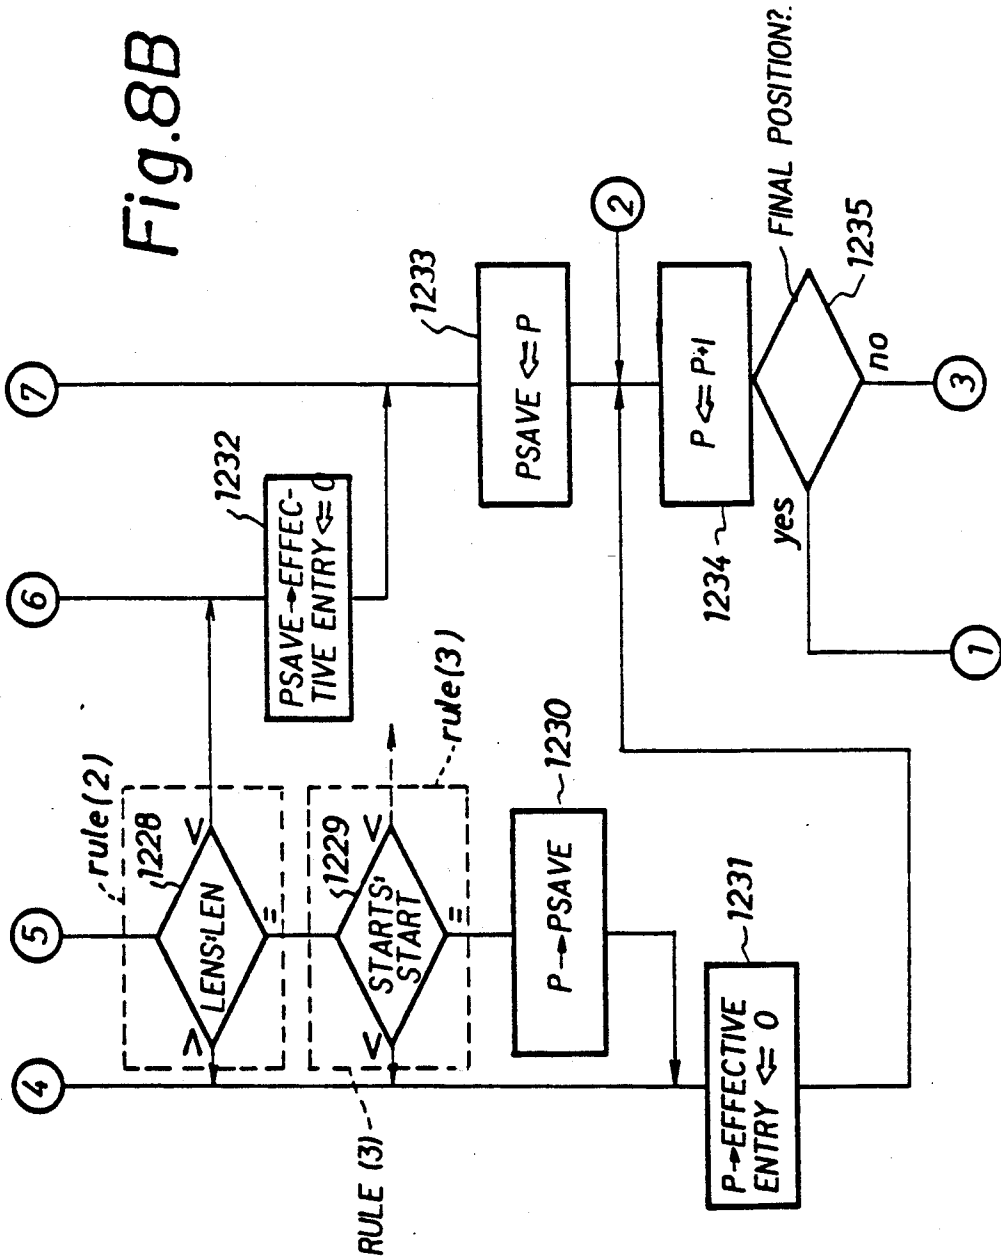 Fig.8B
4
5
6
7
rule(2)
1228
LENS:LEN
>
<
=
1232
PSAVE→EFFEC-
TIVE ENTRY⇐0
RULE (3)
1229
STARTS:
START
<
<
=
rule(3)
1233
PSAVE ⇐ P
P→PSAVE
1230
2
P→EFFECTIVE
ENTRY ⇐ 0
1231
P ⇐ P+1
1234
FINAL POSITION?
1235
yes
no
1
3